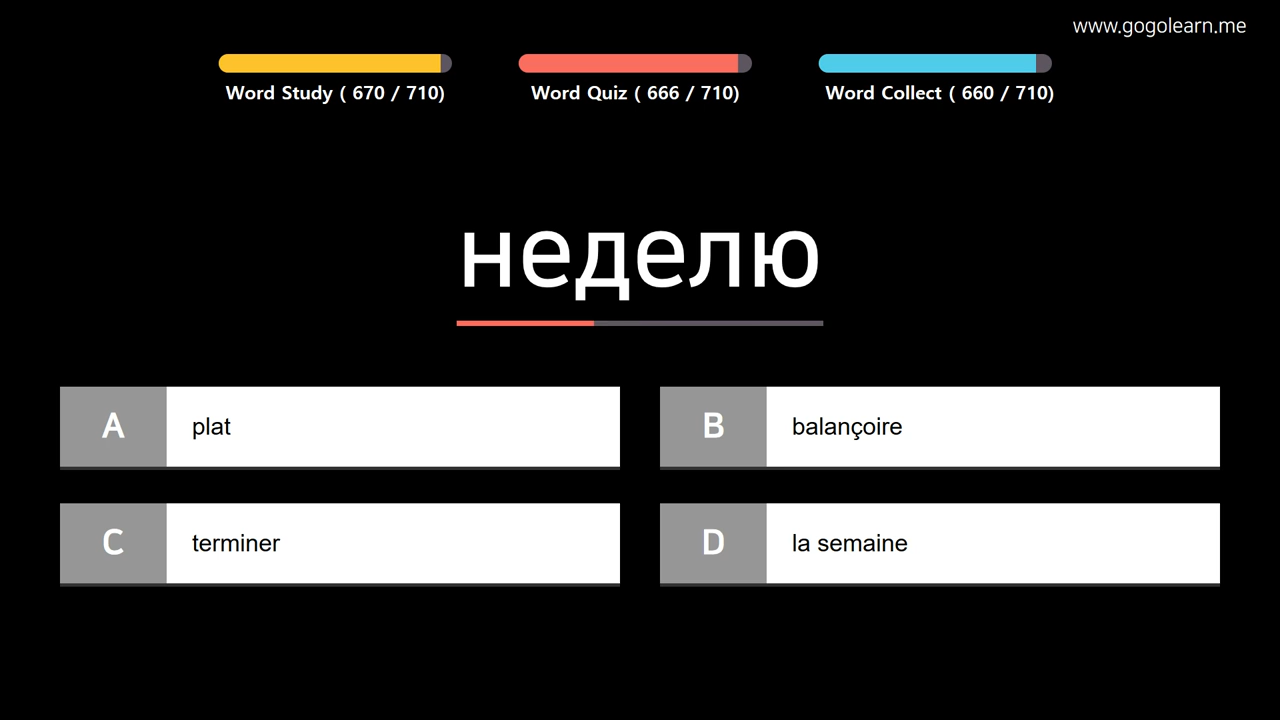 www.gogolearn.me
Word Study ( 670 / 710)
Word Quiz ( 666 / 710)
Word Collect ( 660 / 710)
неделю
A plat
B balançoire
C terminer
D la semaine